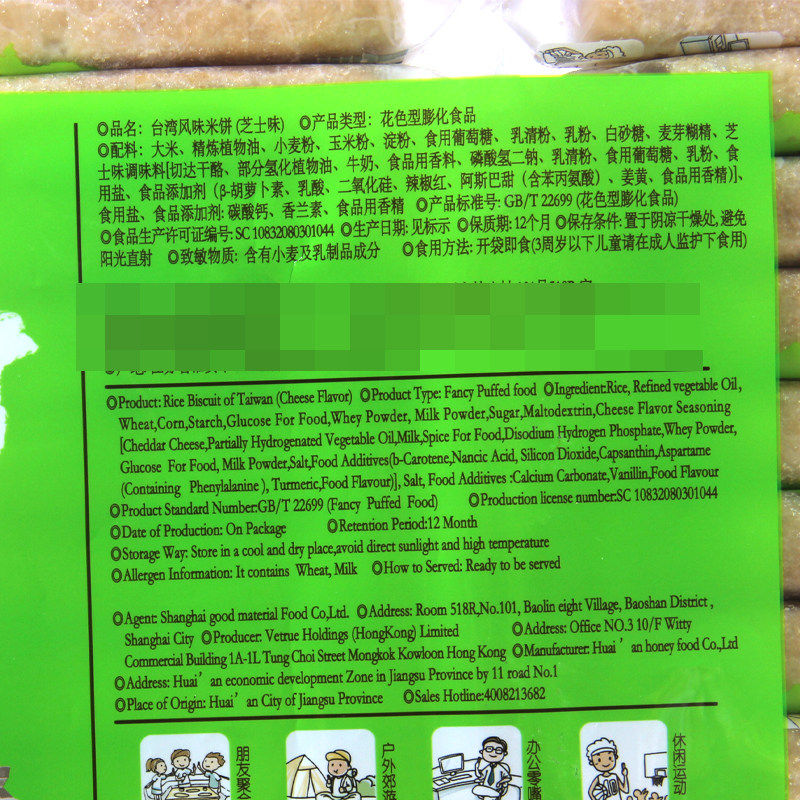 ◎品名：台湾风味米饼(芝士味) ◎产品类型：花色型膨化食品
◎配料：大米、精炼植物油、小麦粉、玉米粉、淀粉、食用葡萄糖、乳清粉、乳粉、白砂糖、麦芽糊精、芝
士味调味料[切达干酪、部分氢化植物油、牛奶、食品用香料、磷酸氢二钠、乳清粉、食用葡萄糖、乳粉、食
用盐、食品添加剂（β-胡萝卜素、乳酸、二氧化硅、辣椒红、阿斯巴甜（含苯丙氨酸）、姜黄、食品用香精)]、
食用盐、食品添加剂: 碳酸钙、香兰素、食品用香精 ◎产品标准号: GB/T 22699 (花色型膨化食品)
◎食品生产许可证编号: SC 10832080301044 ◎生产日期: 见标示 ◎保质期: 12个月 ◎保存条件: 置于阴凉干燥处, 避免
阳光直射 ◎致敏物质: 含有小麦及乳制品成分 ◎食用方法: 开袋即食(3周岁以下儿童请在成人监护下食用)
◎Product: Rice Biscuit of Taiwan (Cheese Flavor) ◎Product Type: Fancy Puffed food ◎Ingredient:Rice, Refined vegetable Oil,
Wheat,Corn,Starch,Glucose For Food,Whey Powder, Milk Powder,Sugar,Maltodextrin,Cheese Flavor Seasoning
[Cheddar Cheese,Partially Hydrogenated Vegetable Oil,Milk,Spice For Food,Disodium Hydrogen Phosphate,Whey Powder,
Glucose For Food, Milk Powder,Salt,Food Additives(b-Carotene,Nancic Acid, Silicon Dioxide,Capsanthin,Aspartame
(Containing Phenylalanine), Turmeric,Food Flavour)], Salt, Food Additives :Calcium Carbonate,Vanillin,Food Flavour
◎Product Standard Number:GB/T 22699 (Fancy Puffed Food) ◎Production license number:SC 10832080301044
◎Date of Production: On Package ◎Retention Period:12 Month
◎Storage Way: Store in a cool and dry place,avoid direct sunlight and high temperature
◎Allergen Information: It contains Wheat, Milk ◎How to Served: Ready to be served
◎Agent: Shanghai good material Food Co,Ltd. ◎Address: Room 518R,No.101, Baolin eight Village, Baoshan District ,
Shanghai City ◎Producer: Vetrue Holdings (HongKong) Limited ◎Address: Office NO.3 10/F Witty
Commercial Building 1A-1L Tung Choi Street Mongkok Kowloon Hong Kong ◎Manufacturer: Huai＇an honey food Co.,Ltd
◎Address: Huai＇an economic development Zone in Jiangsu Province by 11 road No.1
◎Place of Origin: Huai＇an City of Jiangsu Province ◎Sales Hotline:4008213682
朋友聚会
户外郊游
办公零嘴
休闲运动